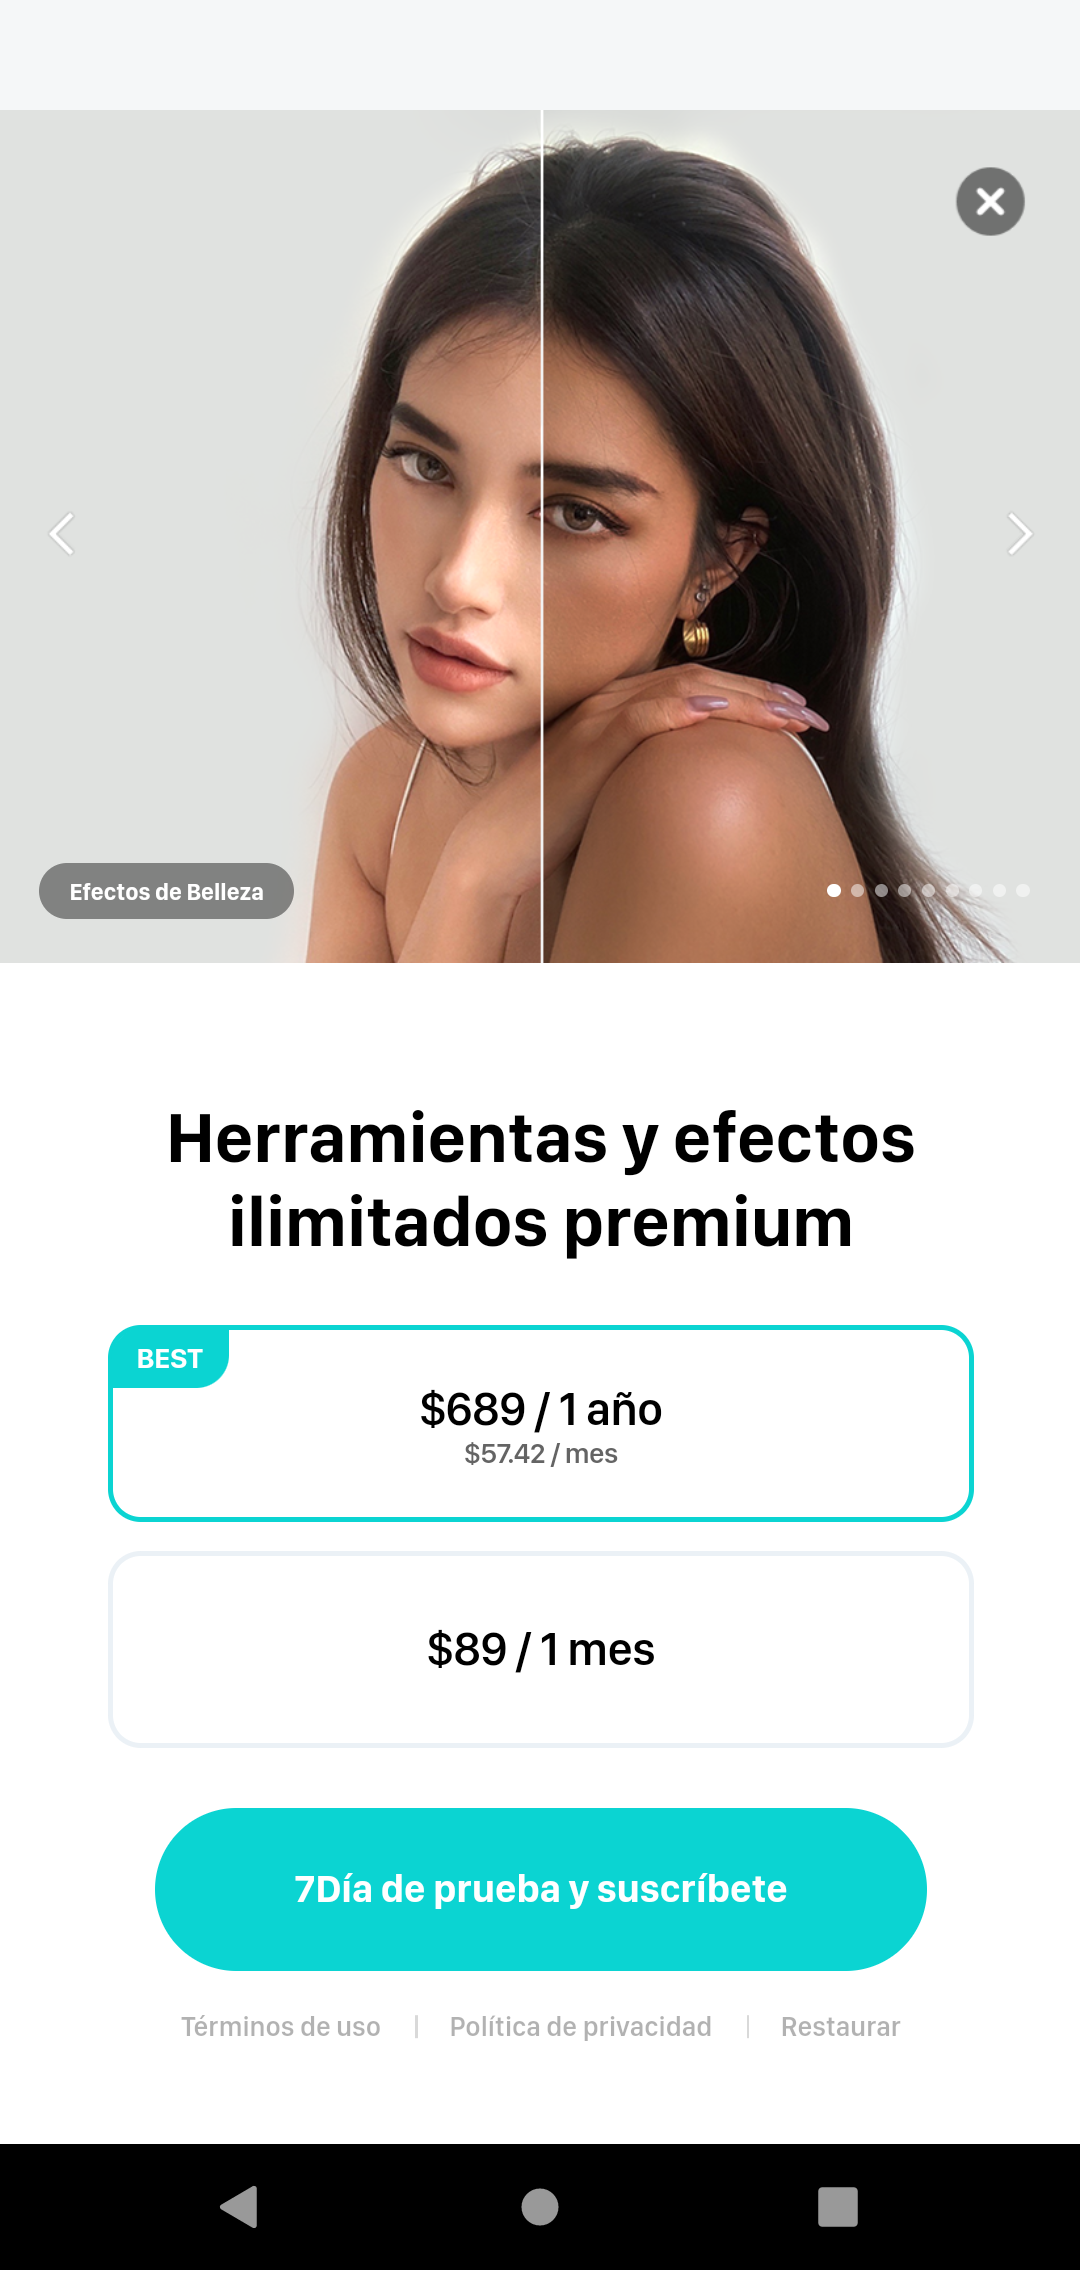 Efectos de Belleza
Herramientas y efectos
ilimitados premium
BEST
$689 / 1 año
$57.42 / mes
$89 / 1 mes
7Día de prueba y suscríbete
Términos de uso | Política de privacidad | Restaurar